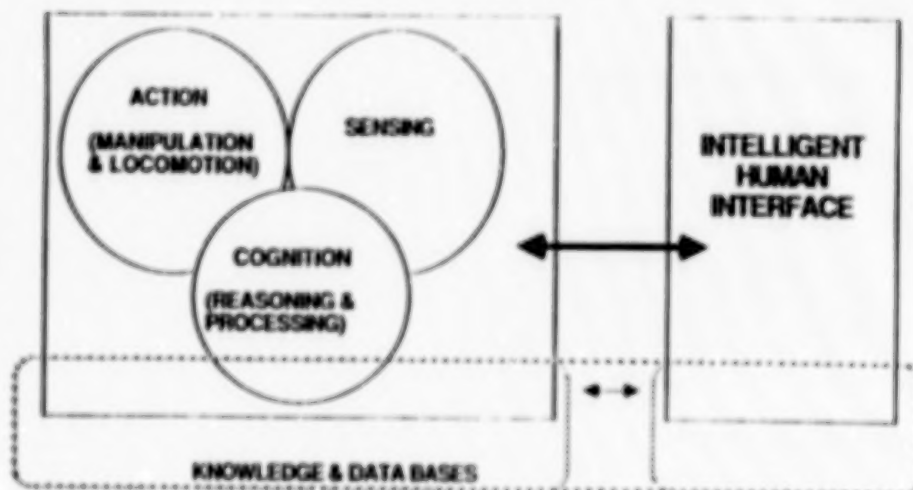 ACTION
(MANIPULATION
& LOCOMOTION)
SENSING
COGNITION
(REASONING &
PROCESSING)
INTELLIGENT
HUMAN
INTERFACE
KNOWLEDGE & DATA BASES